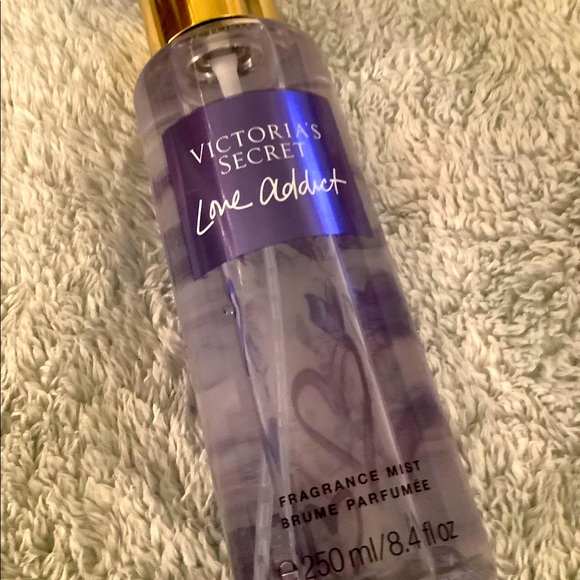 VICTORIA'S
SECRET
Love Addict
FRAGRANCE MIST
BRUME PARFUMÉE
℮ 250 ml/8.4 fl oz